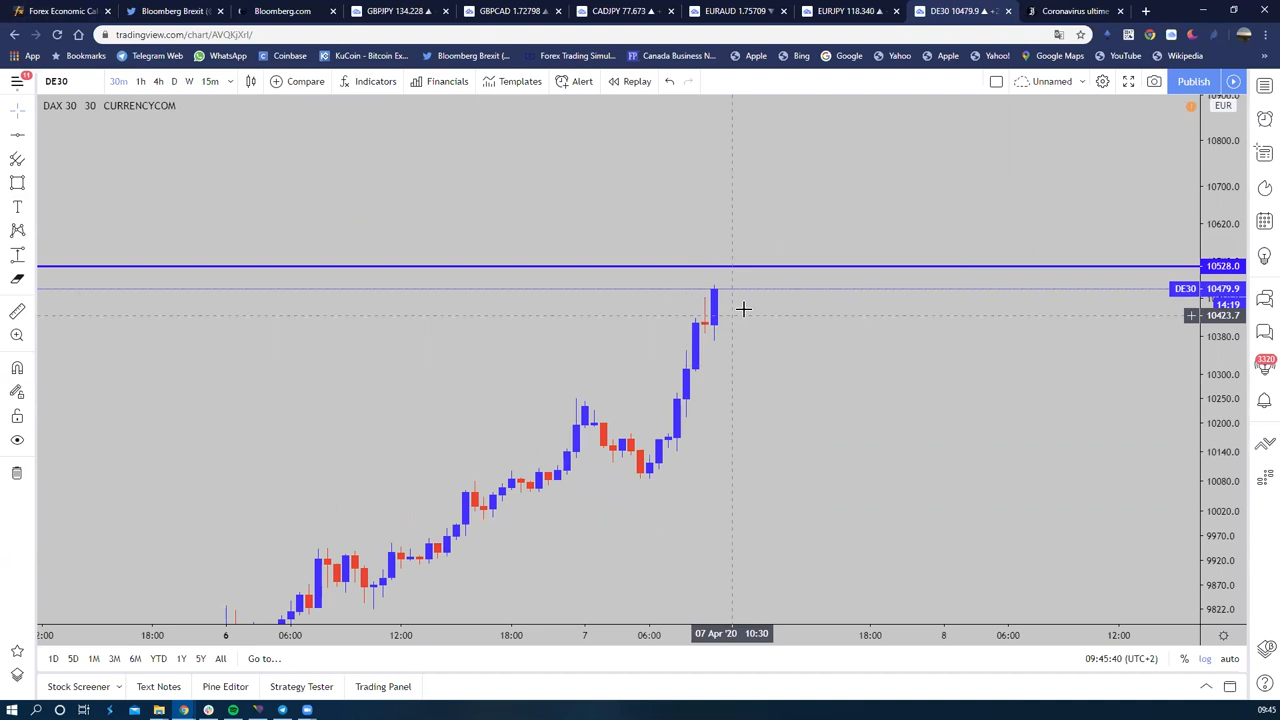 Forex Economic Cal
Bloomberg Brexit (
Bloomberg.com
GBPJPY 134.228 ▲
GBPCAD 1.72798 ▲
CADJPY 77.673 ▲ +
EURAUD 1.75709 ▼
EURJPY 118.340 ▲
DE30 10479.9 ▲ +2
Coronavirus ultime
tradingview.com/chart/AVQKjXrI/
App
Telegram Web
WhatsApp
Coinbase
KuCoin - Bitcoin Ex...
Bloomberg Brexit (...
Forex Trading Simul...
Canada Business N...
Apple
Bing
Google
Yahoo
Apple
Yahoo!
Google Maps
YouTube
Wikipedia
11
DE30
30m
1h
4h
D
W
15m
Compare
Indicators
Financials
Templates
Alert
Replay
Unnamed
Publish
DAX 30 30 CURRENCYCOM
10900.0
EUR
10800.0
10700.0
10620.0
10528.0
DE30 10479.9
14:19
10423.7
10380.0
10300.0
10250.0
10200.0
10140.0
10080.0
10020.0
9970.0
9920.0
9870.0
9822.0
3320
2:00
18:00
6
06:00
12:00
18:00
7
06:00
07 Apr '20 10:30
18:00
8
06:00
12:00
1D
5D
1M
3M
6M
YTD
1Y
5Y
All
Go to...
09:45:40 (UTC+2)
%
log
auto
Stock Screener
Text Notes
Pine Editor
Strategy Tester
Trading Panel
09:45